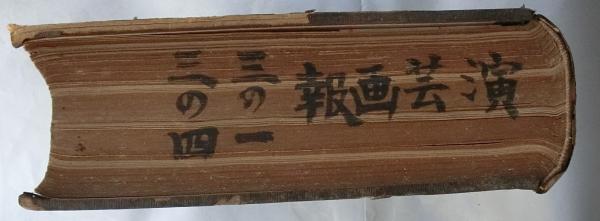 演芸画報
三の一
三の四